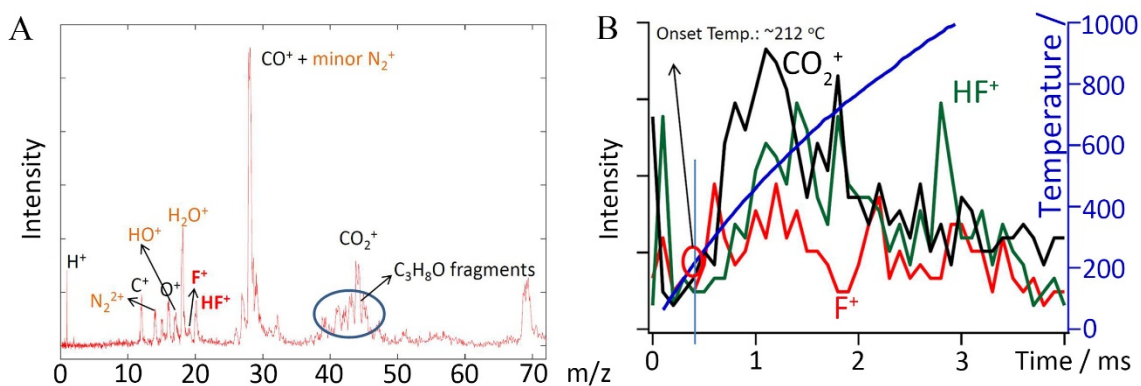 A
CO⁺ + minor N₂⁺
H₂O⁺
HO⁺
H⁺
C⁺
O⁺
F⁺
N₂²⁺
HF⁺
CO₂⁺
C₃H₈O fragments
Intensity
0 10 20 30 40 50 60 70 m/z
B
Onset Temp.: ~212 °C
CO₂⁺
HF⁺
F⁺
Intensity
1000
800
600
400
200
0
Temperature
0 1 2 3 Time / ms